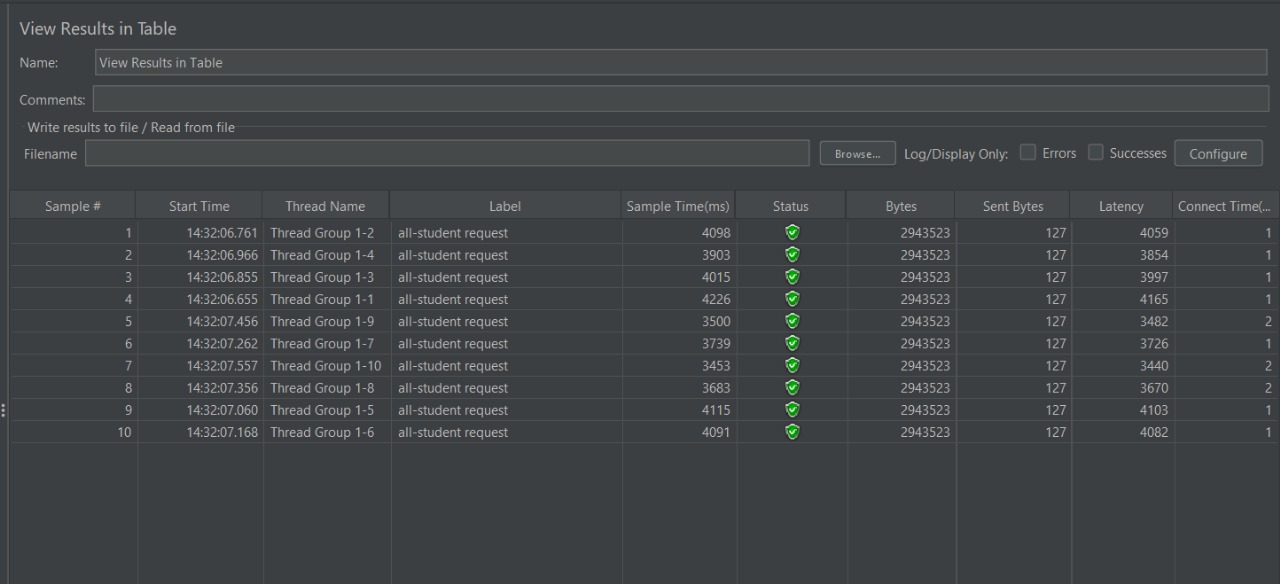 View Results in Table
Name: View Results in Table
Comments:
Write results to file / Read from file
Filename Browse... Log/Display Only: Errors Successes Configure
Sample # Start Time Thread Name Label Sample Time(ms) Status Bytes Sent Bytes Latency Connect Time(...
1 14:32:06.761 Thread Group 1-2 all-student request 4098 2943523 127 4059 1
2 14:32:06.966 Thread Group 1-4 all-student request 3903 2943523 127 3854 1
3 14:32:06.855 Thread Group 1-3 all-student request 4015 2943523 127 3997 1
4 14:32:06.655 Thread Group 1-1 all-student request 4226 2943523 127 4165 1
5 14:32:07.456 Thread Group 1-9 all-student request 3500 2943523 127 3482 2
6 14:32:07.262 Thread Group 1-7 all-student request 3739 2943523 127 3726 1
7 14:32:07.557 Thread Group 1-10 all-student request 3453 2943523 127 3440 2
8 14:32:07.356 Thread Group 1-8 all-student request 3683 2943523 127 3670 2
9 14:32:07.060 Thread Group 1-5 all-student request 4115 2943523 127 4103 1
10 14:32:07.168 Thread Group 1-6 all-student request 4091 2943523 127 4082 1